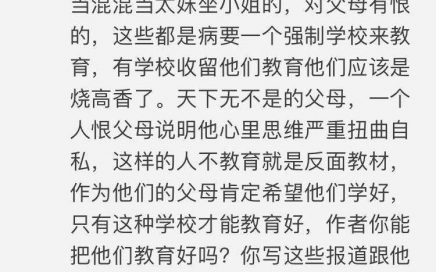 当混混当太妹坐小姐的，对父母有恨
的，这些都是病要一个强制学校来教
育，有学校收留他们教育他们应该是
烧高香了。天下无不是的父母，一个
人恨父母说明他心里思维严重扭曲自
私，这样的人不教育就是反面教材，
作为他们的父母肯定希望他们学好，
只有这种学校才能教育好，作者你能
把他们教育好吗？你写这些报道跟他